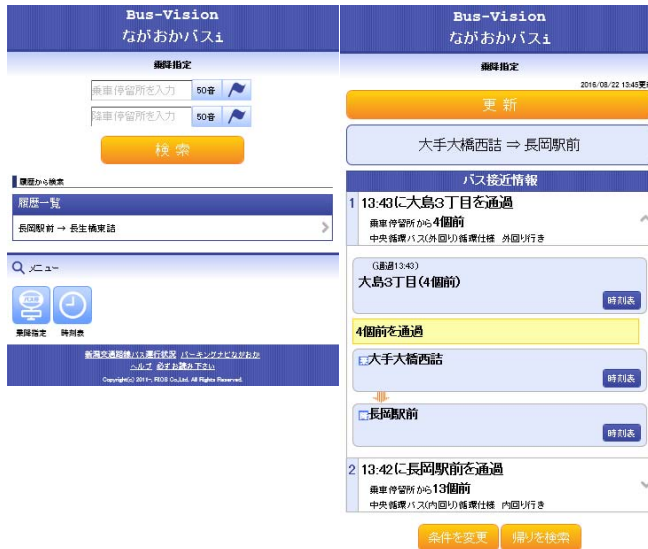 Bus-Vision
ながおかバスi
乗降指定
乗車停留所を入力
50音
降車停留所を入力
50音
検索
履歴から検索
履歴一覧
長岡駅前 → 長生橋東詰
メニュー
乗降指定
時刻表
新潟交通路線バス運行状況 パーキングナビながおか
ヘルプ 必ずお読み下さい
Copyright(c) 2011-, RIOS Co.,Ltd. All Rights Reserved.
Bus-Vision
ながおかバスi
乗降指定
2016/08/22 13:45更新
更新
大手大橋西詰 ⇒ 長岡駅前
バス接近情報
1 13:43に大島3丁目を通過
乗車停留所から4個前
中央循環バス(外回り)循環仕様 外回り行き
(通過13:43)
大島3丁目(4個前)
時刻表
4個前を通過
大手大橋西詰
時刻表
長岡駅前
時刻表
2 13:42に長岡駅前を通過
乗車停留所から13個前
中央循環バス(内回り)循環仕様 内回り行き
条件を変更
帰りを検索